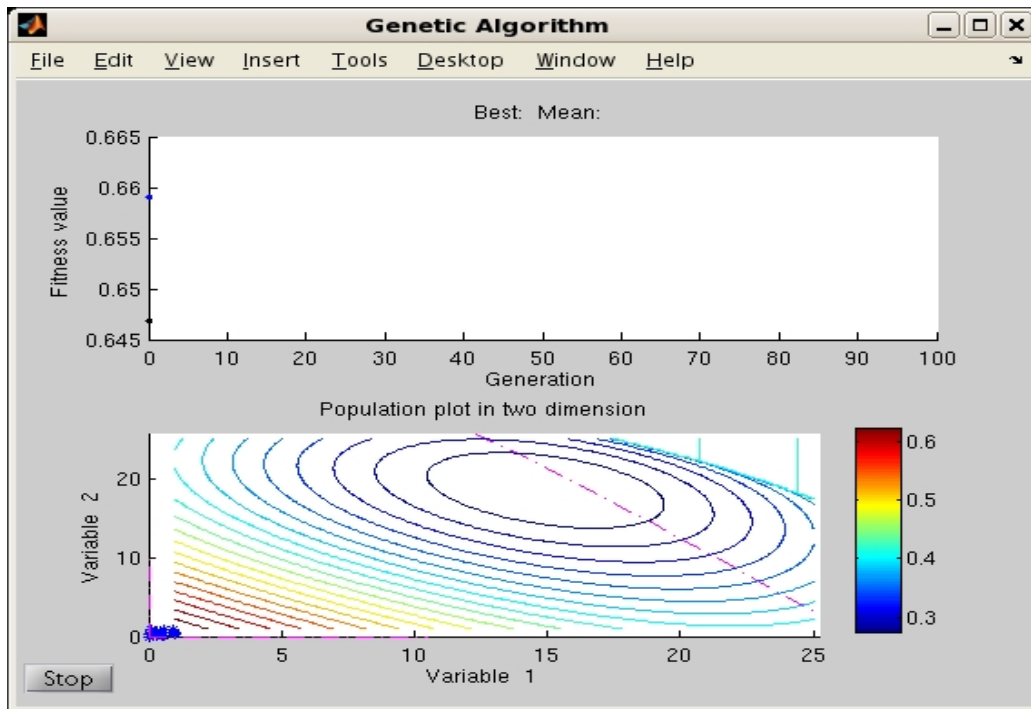 Genetic Algorithm
File Edit View Insert Tools Desktop Window Help
Best: Mean:
0.665
0.66
0.655
0.65
0.645
Fitness value
0 10 20 30 40 50 60 70 80 90 100
Generation
Population plot in two dimension
20
10
0
Variable 2
0 5 10 15 20 25
Variable 1
0.6
0.5
0.4
0.3
Stop